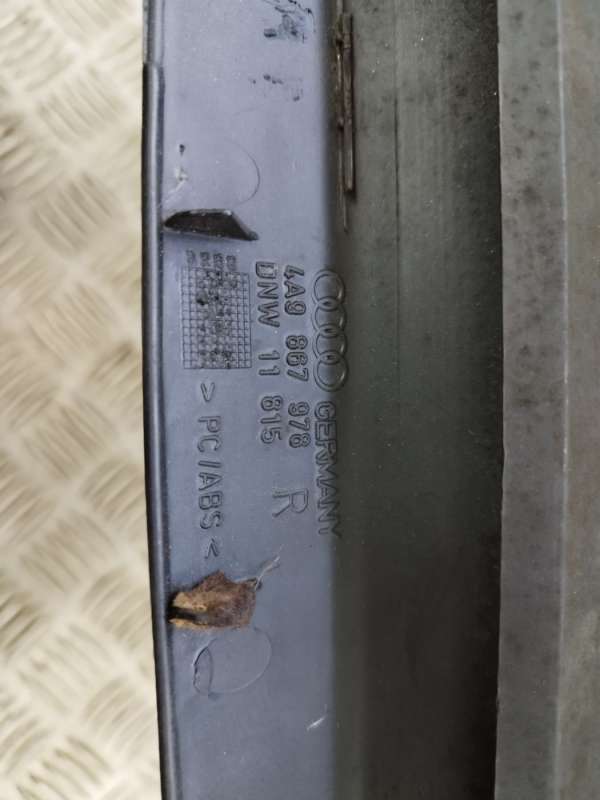 GERMANY
4A9 867 978
DNW 11 815
R
> PC/ABS <